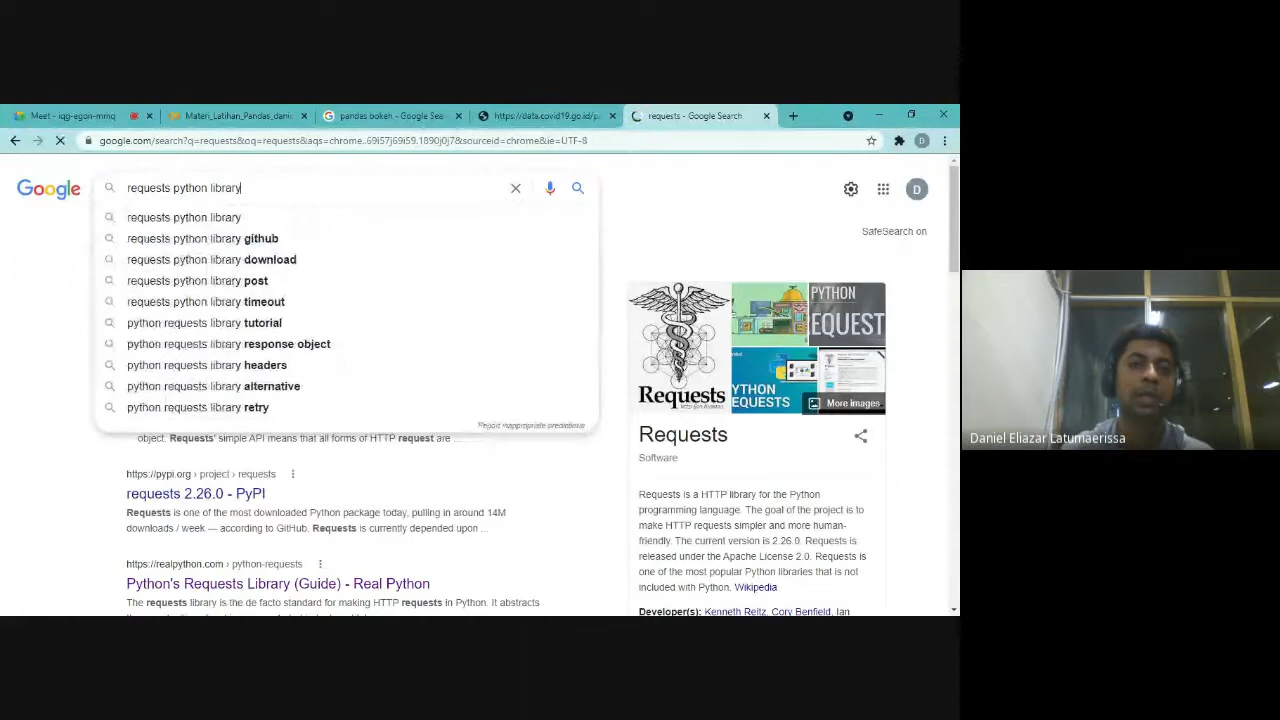 Meet - iqg-egon-mmq
Materi_Latihan_Pandas_dani
pandas bokeh - Google Sea
https://data.covid19.go.id/p
requests - Google Search
google.com/search?q=requests&oq=requests&aqs=chrome..69i57j69i59.1890j0j7&sourceid=chrome&ie=UTF-8
D
Google
requests python library
D
SafeSearch on
requests python library
requests python library github
requests python library download
requests python library post
requests python library timeout
python requests library tutorial
python requests library response object
python requests library headers
python requests library alternative
python requests library retry
Report inappropriate predictions
object. Requests' simple API means that all forms of HTTP request are ...
https://pypi.org › project › requests
requests 2.26.0 - PyPI
Requests is one of the most downloaded Python package today, pulling in around 14M
downloads / week — according to GitHub, Requests is currently depended upon ...
https://realpython.com › python-requests
Python's Requests Library (Guide) - Real Python
The requests library is the de facto standard for making HTTP requests in Python. It abstracts
Requests
PYTHON
EQUEST
PYTHON
EQUESTS
More images
Requests
Software
Requests is a HTTP library for the Python
programming language. The goal of the project is to
make HTTP requests simpler and more human-
friendly. The current version is 2.26.0. Requests is
released under the Apache License 2.0. Requests is
one of the most popular Python libraries that is not
included with Python. Wikipedia
Developer(s): Kenneth Reitz, Cory Benfield, Ian
Daniel Eliazar Latumaerissa